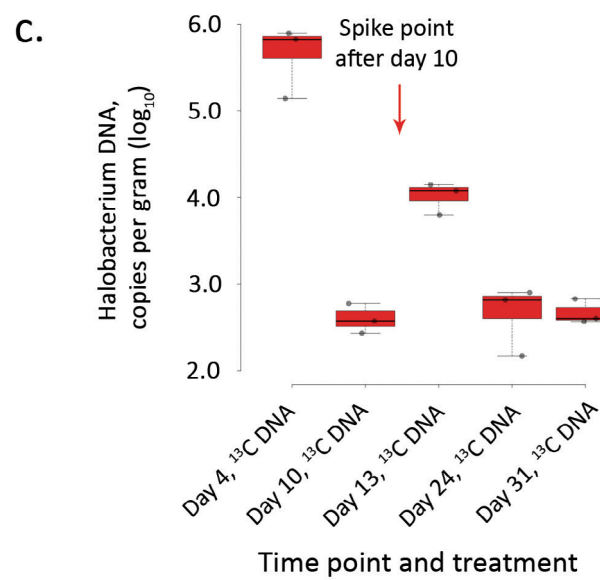 c.
6.0
Spike point
after day 10
5.0
4.0
3.0
2.0
Halobacterium DNA,
copies per gram (log₁₀)
Day 4, ¹³C DNA
Day 10, ¹³C DNA
Day 13, ¹³C DNA
Day 24, ¹³C DNA
Day 31, ¹³C DNA
Time point and treatment